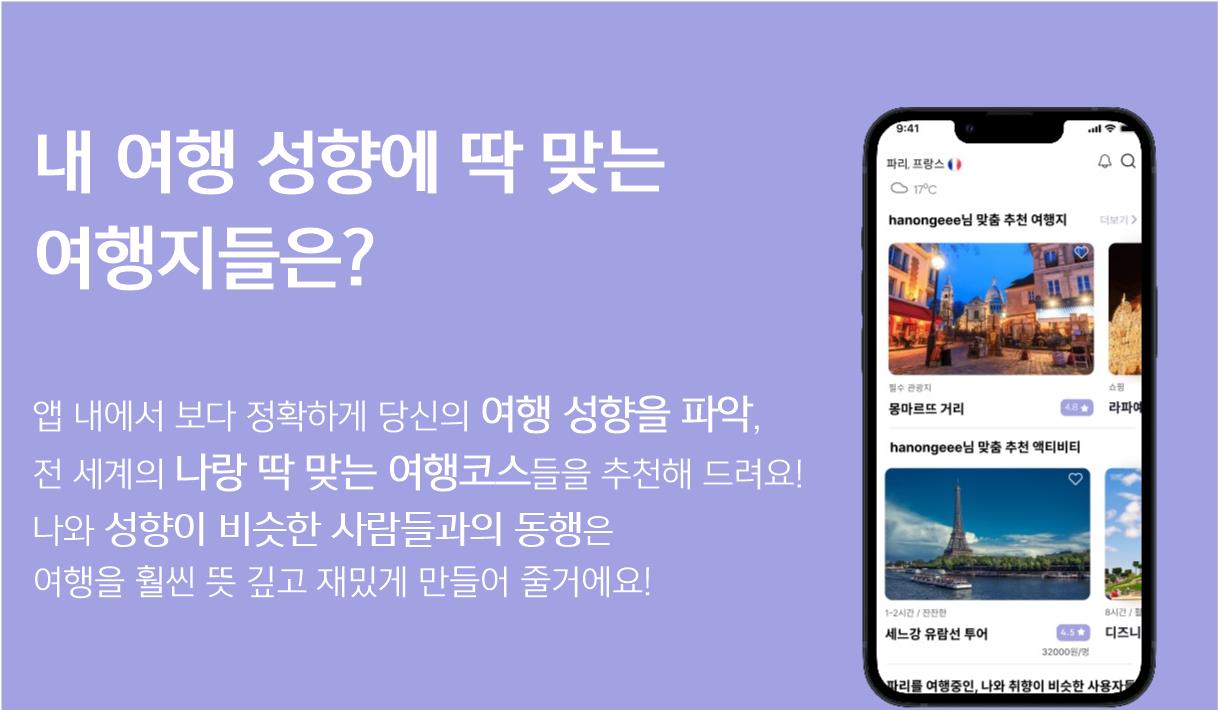 내 여행 성향에 딱 맞는
여행지들은?
앱 내에서 보다 정확하게 당신의 여행 성향을 파악,
전 세계의 나랑 딱 맞는 여행코스들을 추천해 드려요!
나와 성향이 비슷한 사람들과의 동행은
여행을 훨씬 뜻 깊고 재밌게 만들어 줄거에요!
9:41
파리, 프랑스
17°C
hanongeee님 맞춤 추천 여행지 더보기
필수 관광지 쇼핑
몽마르뜨 거리 4.8 ★ 라파
hanongeee님 맞춤 추천 액티비티
1-2시간 / 잔잔한 8시간 /
세느강 유람선 투어 4.5 ★ 디즈니
32000원/명
파리를 여행중인, 나와 취향이 비슷한 사용자들